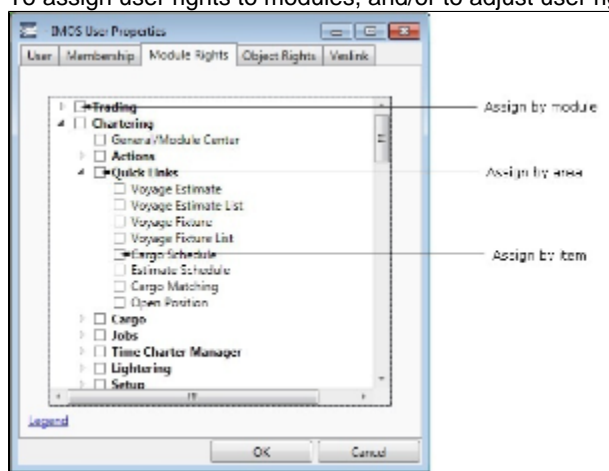 To assign user rights to modules, and/or to adjust user
IMOS User Properties
User Membership Module Rights Object Rights Veslink
Trading
Assign by module
Chartering
General/Module Center
Actions
Quick Links
Assign by area
Voyage Estimate
Voyage Estimate List
Voyage Fixture
Voyage Fixture List
Cargo Schedule
Assign by item
Estimate Schedule
Cargo Matching
Open Position
Cargo
Jobs
Time Charter Manager
Lightering
Setup
Legend
OK Cancel